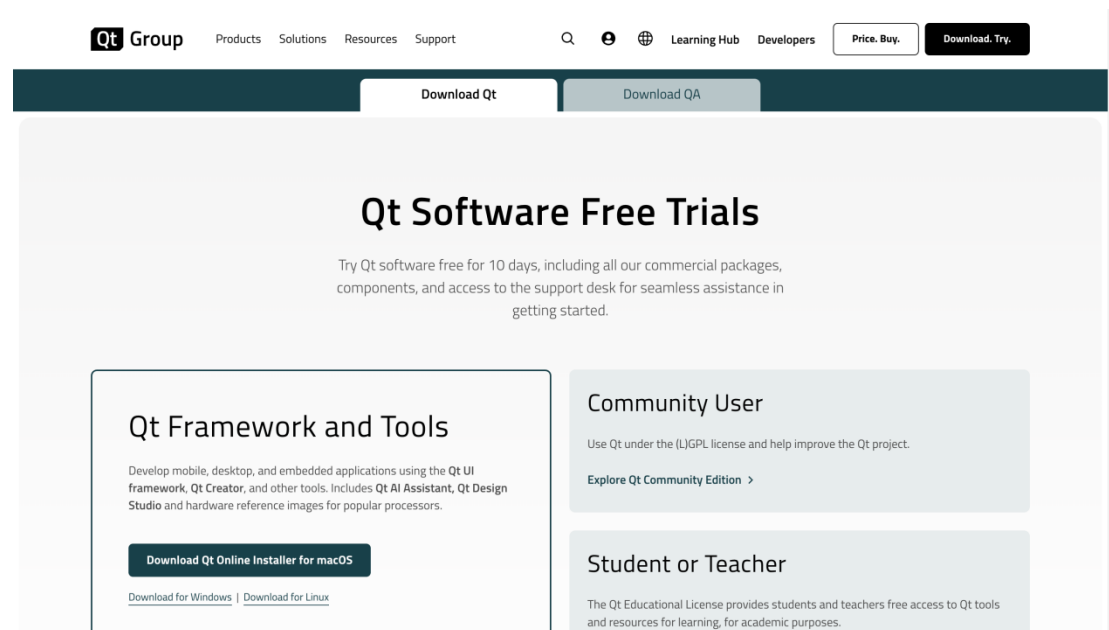 Qt Group Products Solutions Resources Support Learning Hub Developers Price. Buy. Download. Try.
Download Qt Download QA
Qt Software Free Trials
Try Qt software free for 10 days, including all our commercial packages,
components, and access to the support desk for seamless assistance in
getting started.
Qt Framework and Tools
Develop mobile, desktop, and embedded applications using the Qt UI
framework, Qt Creator, and other tools. Includes Qt AI Assistant, Qt Design
Studio and hardware reference images for popular processors.
Download Qt Online Installer for macOS
Download for Windows | Download for Linux
Community User
Use Qt under the (L)GPL license and help improve the Qt project.
Explore Qt Community Edition >
Student or Teacher
The Qt Educational License provides students and teachers free access to Qt tools
and resources for learning, for academic purposes.